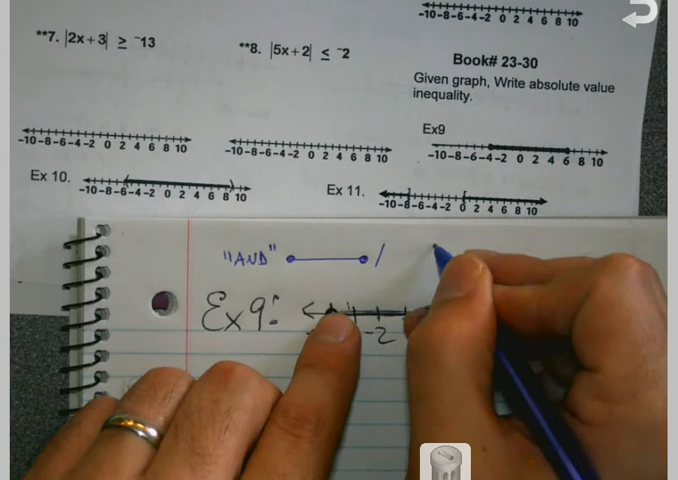 -10-8-6-4-2 0 2 4 6 8 10
**7. |2x+3| ≥ ⁻13
**8. |5x+2| ≤ ⁻2
Book# 23-30
Given graph, Write absolute value
inequality.
Ex9
-10-8-6-4-2 0 2 4 6 8 10
-10-8-6-4-2 0 2 4 6 8 10
-10-8-6-4-2 0 2 4 6 8 10
Ex 10.
-10-8-6-4-2 0 2 4 6 8 10
Ex 11.
-10-8-6-4-2 0 2 4 6 8 10
"AND"
Ex9:
-2